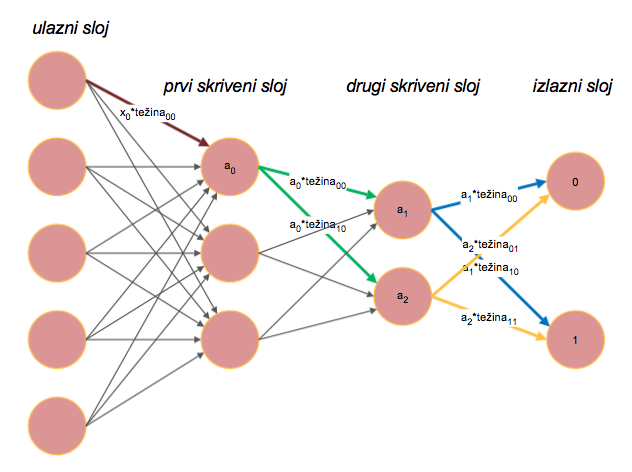 ulazni sloj
prvi skriveni sloj
drugi skriveni sloj
izlazni sloj
x₀*težina₀₀
a₀
a₀*težina₀₀
a₀*težina₁₀
a₁
a₂
a₁*težina₀₀
a₂*težina₀₁
a₁*težina₁₀
a₂*težina₁₁
0
1